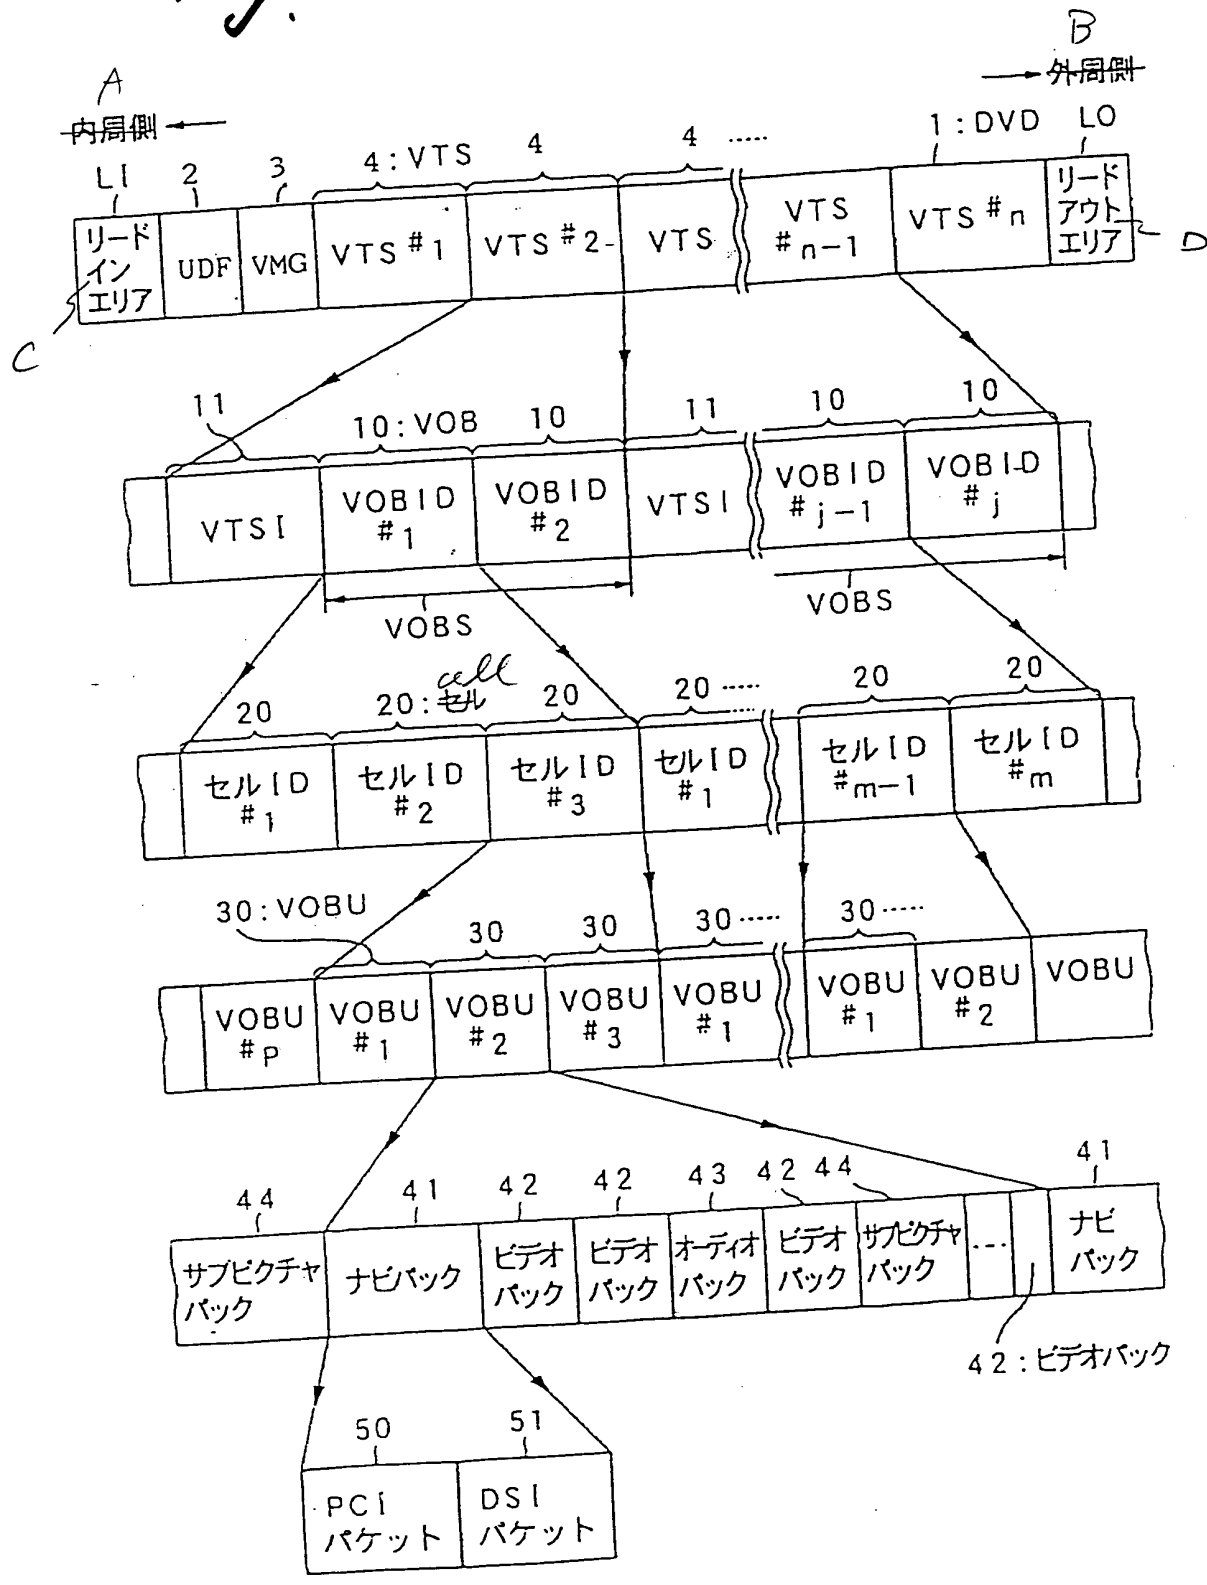 B
→ 外周側
A
内周側 ←
1:DVD LO
4:VTS 4 4 .....
LI 2 3
リード
イン
エリア
UDF
VMG
VTS #1
VTS #2
VTS
VTS
#n-1
VTS #n
リード
アウト
エリア
D
C
11 10:VOB 10 11 10 10
VTSI
VOBID
#1
VOBID
#2
VTSI
VOBID
#j-1
VOBID
#j
VOBS
VOBS
cell
20 20:セル 20 20 ..... 20 20
セルID
#1
セルID
#2
セルID
#3
セルID
#1
セルID
#m-1
セルID
#m
30:VOBU 30 30 30 ..... 30 .....
VOBU
#P
VOBU
#1
VOBU
#2
VOBU
#3
VOBU
#1
VOBU
#1
VOBU
#2
VOBU
44 41 42 42 43 42 44 41
サブピクチャ
パック
ナビパック
ビデオ
パック
ビデオ
パック
オーディオ
パック
ビデオ
パック
サブピクチャ
パック
....
ナビ
パック
42:ビデオパック
50 51
PCI
パケット
DSI
パケット